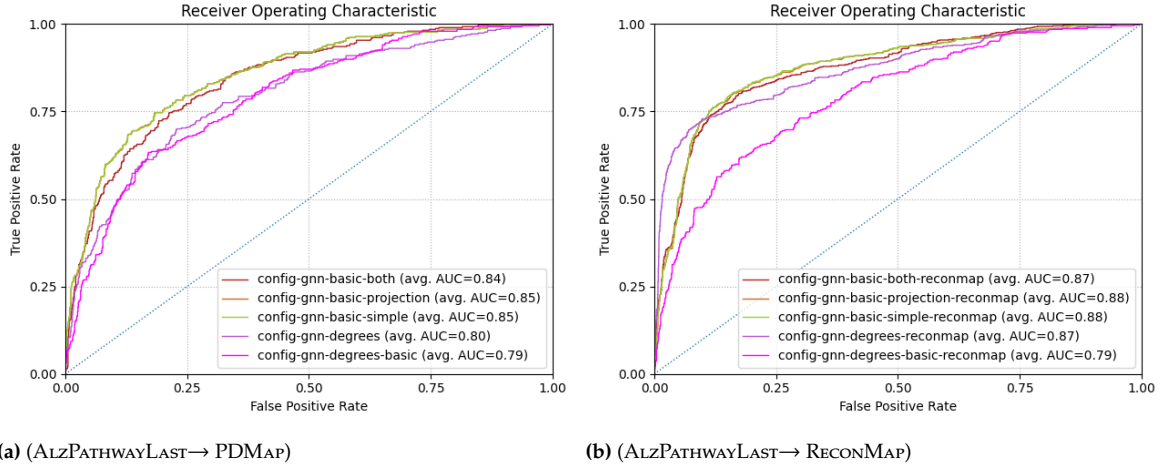 Receiver Operating Characteristic
1.00
0.75
0.50
0.25
0.00
True Positive Rate
config-gnn-basic-both (avg. AUC=0.84)
config-gnn-basic-projection (avg. AUC=0.85)
config-gnn-basic-simple (avg. AUC=0.85)
config-gnn-degrees (avg. AUC=0.80)
config-gnn-degrees-basic (avg. AUC=0.79)
0.00 0.25 0.50 0.75 1.00
False Positive Rate
(a) (AlzPathwayLast→ PDMap)
Receiver Operating Characteristic
1.00
0.75
0.50
0.25
0.00
True Positive Rate
config-gnn-basic-both-reconmap (avg. AUC=0.87)
config-gnn-basic-projection-reconmap (avg. AUC=0.88)
config-gnn-basic-simple-reconmap (avg. AUC=0.88)
config-gnn-degrees-reconmap (avg. AUC=0.87)
config-gnn-degrees-basic-reconmap (avg. AUC=0.79)
0.00 0.25 0.50 0.75 1.00
False Positive Rate
(b) (AlzPathwayLast→ ReconMap)